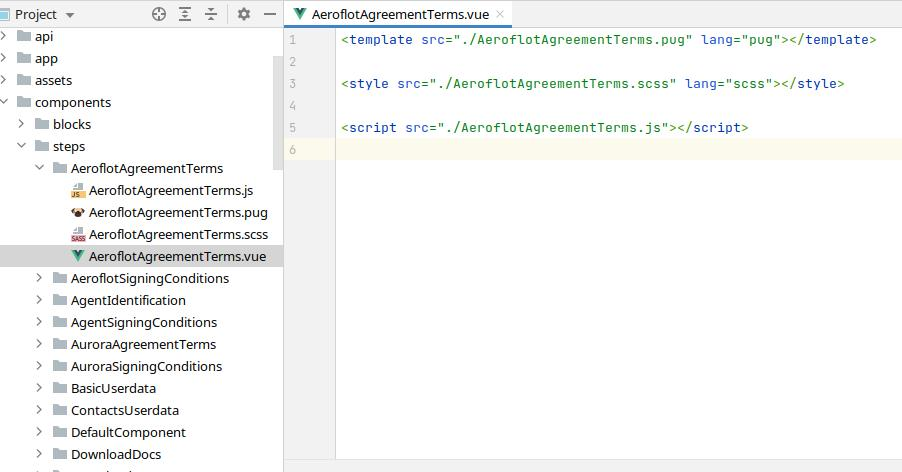 Project
AeroflotAgreementTerms.vue
api
app
assets
components
blocks
steps
AeroflotAgreementTerms
JS AeroflotAgreementTerms.js
AeroflotAgreementTerms.pug
SASS AeroflotAgreementTerms.scss
AeroflotAgreementTerms.vue
AeroflotSigningConditions
AgentIdentification
AgentSigningConditions
AuroraAgreementTerms
AuroraSigningConditions
BasicUserdata
ContactsUserdata
DefaultComponent
DownloadDocs
1 <template src="./AeroflotAgreementTerms.pug" lang="pug"></template>
2
3 <style src="./AeroflotAgreementTerms.scss" lang="scss"></style>
4
5 <script src="./AeroflotAgreementTerms.js"></script>
6